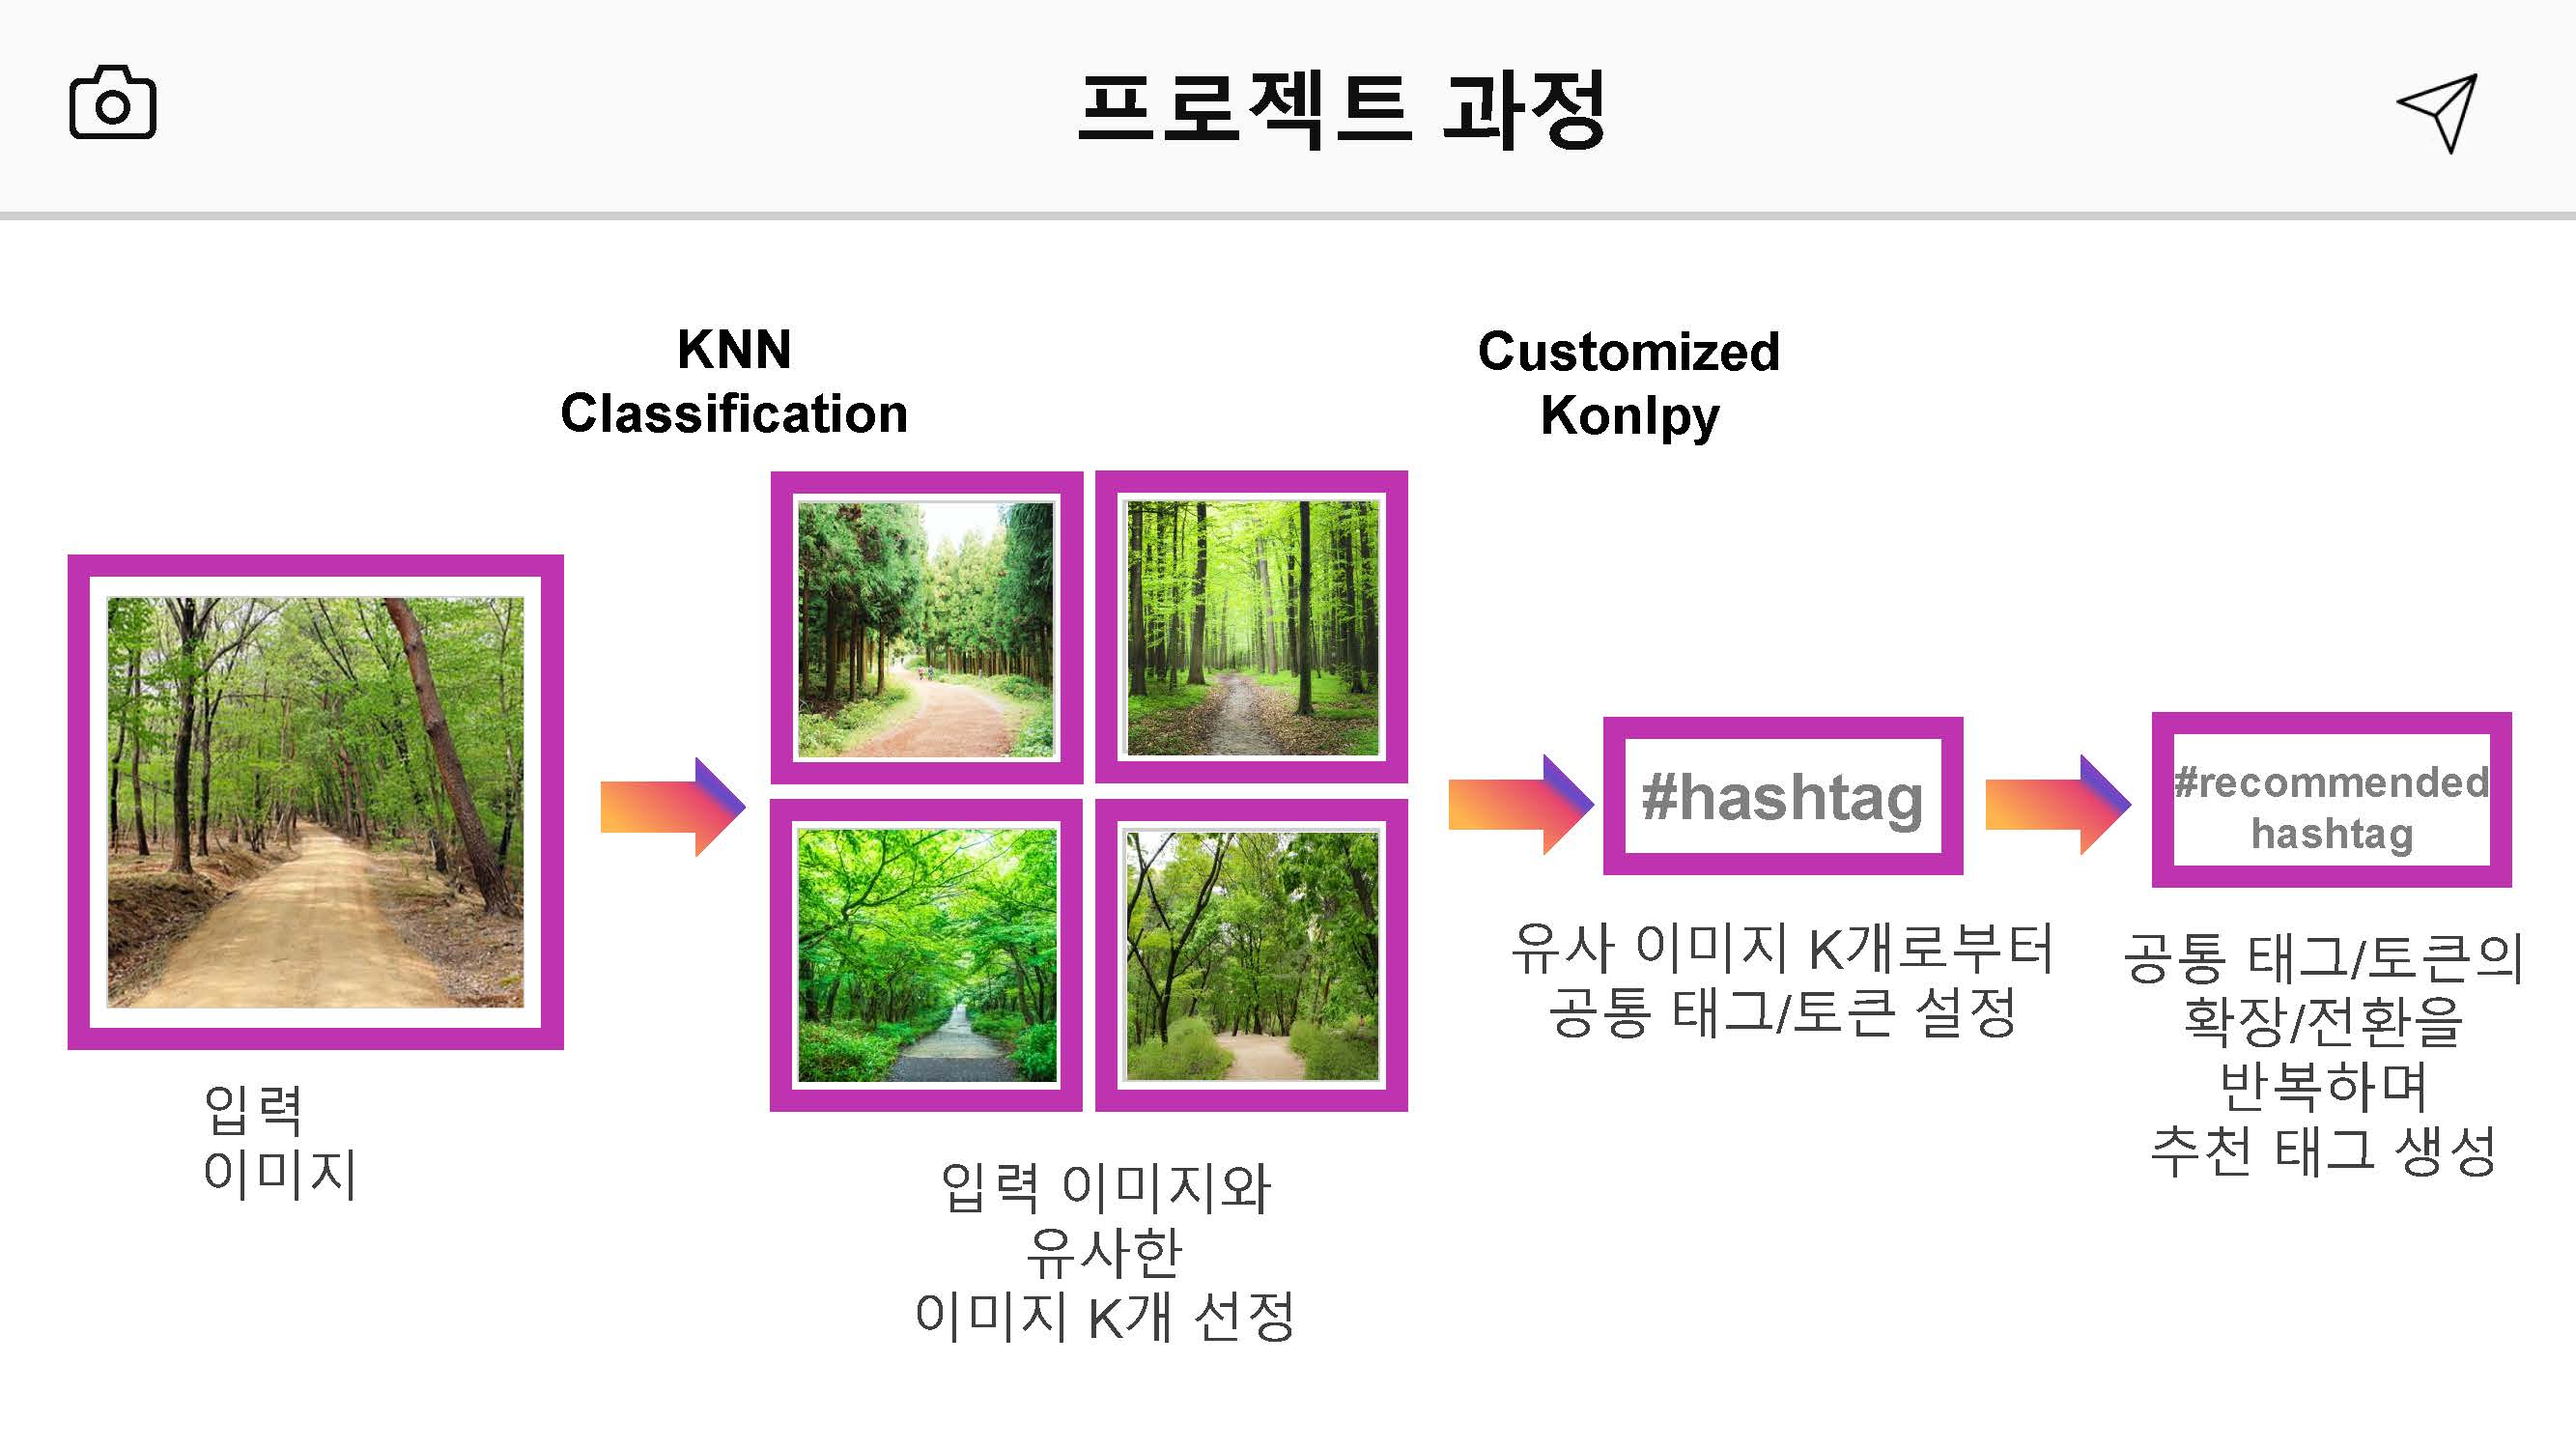 프로젝트 과정
KNN
Classification
Customized
Konlpy
입력
이미지
입력 이미지와
유사한
이미지 K개 선정
#hashtag
유사 이미지 K개로부터
공통 태그/토큰 설정
#recommended
hashtag
공통 태그/토큰의
확장/전환을
반복하며
추천 태그 생성